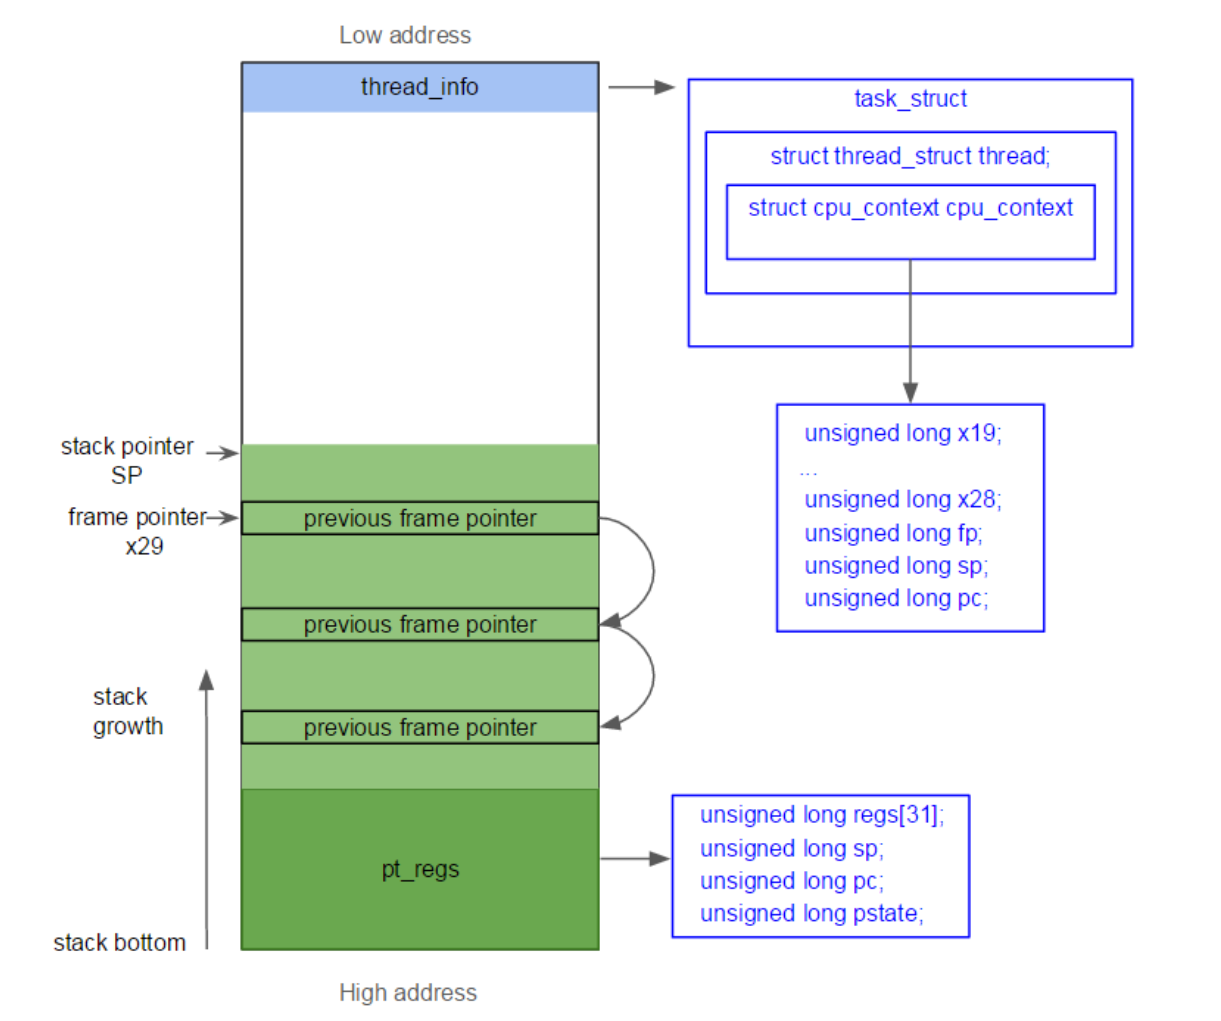 Low address
thread_info
task_struct
struct thread_struct thread;
struct cpu_context cpu_context
stack pointer
SP
frame pointer
x29
previous frame pointer
previous frame pointer
previous frame pointer
unsigned long x19;
...
unsigned long x28;
unsigned long fp;
unsigned long sp;
unsigned long pc;
stack
growth
pt_regs
unsigned long regs[31];
unsigned long sp;
unsigned long pc;
unsigned long pstate;
stack bottom
High address